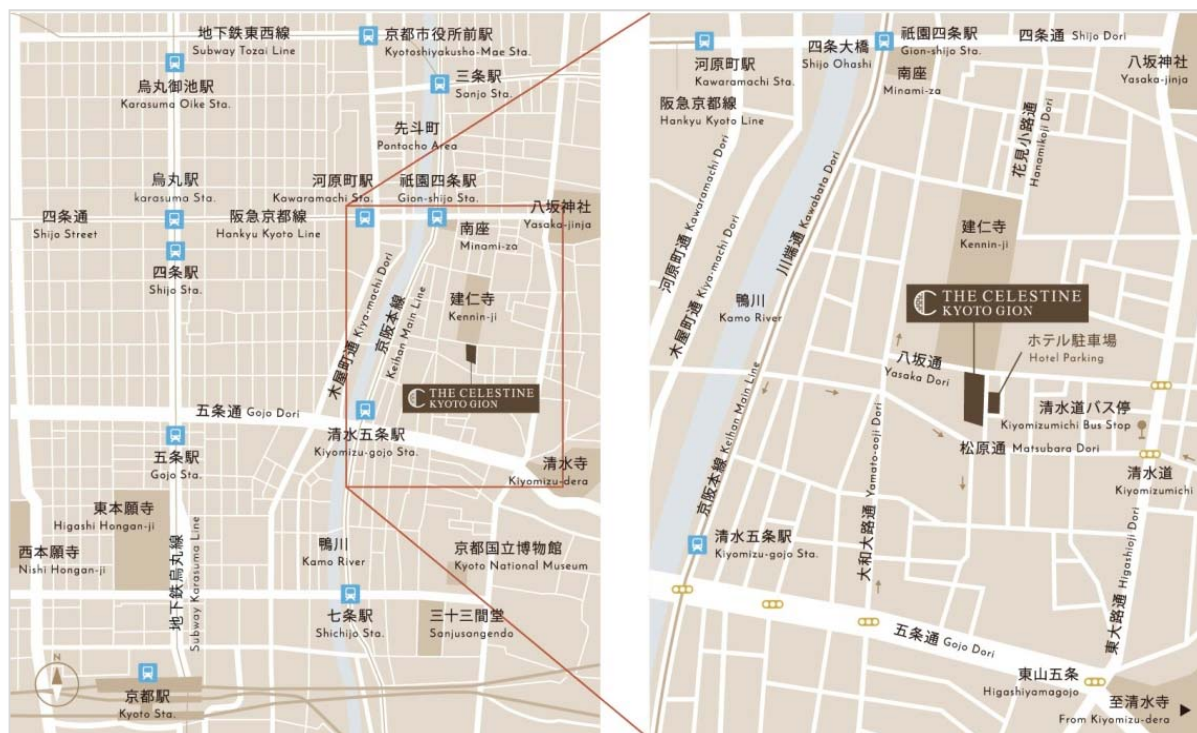 地下鉄東西線
Subway Tozai Line
京都市役所前駅
Kyotoshiyakusho-Mae Sta.
烏丸御池駅
Karasuma Oike Sta.
三条駅
Sanjo Sta.
先斗町
Pontocho Area
烏丸駅
karasuma Sta.
河原町駅
Kawaramachi Sta.
祇園四条駅
Gion-shijo Sta.
四条通
Shijo Street
阪急京都線
Hankyu Kyoto Line
八坂神社
Yasaka-jinja
南座
Minami-za
四条駅
Shijo Sta.
木屋町通 Kiya-machi Dori
京阪本線
Keihan Main Line
建仁寺
Kennin-ji
THE CELESTINE
KYOTO GION
五条通 Gojo Dori
清水五条駅
Kiyomizu-gojo Sta.
五条駅
Gojo Sta.
清水寺
Kiyomizu-dera
東本願寺
Higashi Hongan-ji
西本願寺
Nishi Hongan-ji
地下鉄烏丸線
Subway Karasuma Line
鴨川
Kamo River
京都国立博物館
Kyoto National Museum
七条駅
Shichijo Sta.
三十三間堂
Sanjusangendo
N
京都駅
Kyoto Sta.
河原町駅
Kawaramachi Sta.
阪急京都線
Hankyu Kyoto Line
四条大橋
Shijo Ohashi
祇園四条駅
Gion-shijo Sta.
南座
Minami-za
四条通 Shijo Dori
八坂神社
Yasaka-jinja
花見小路通
Hanamikoji Dori
河原町通 Kawaramachi Dori
木屋町通 Kiya-machi Dori
川端通 Kawabata Dori
鴨川
Kamo River
建仁寺
Kennin-ji
THE CELESTINE
KYOTO GION
ホテル駐車場
Hotel Parking
八坂通
Yasaka Dori
清水道バス停
Kiyomizumichi Bus Stop
松原通 Matsubara Dori
清水道
Kiyomizumichi
京阪本線 Keihan Main Line
大和大路通 Yamato-ooji Dori
清水五条駅
Kiyomizu-gojo Sta.
東大路通 Higashioji Dori
五条通 Gojo Dori
東山五条
Higashiyamagojo
至清水寺
From Kiyomizu-dera